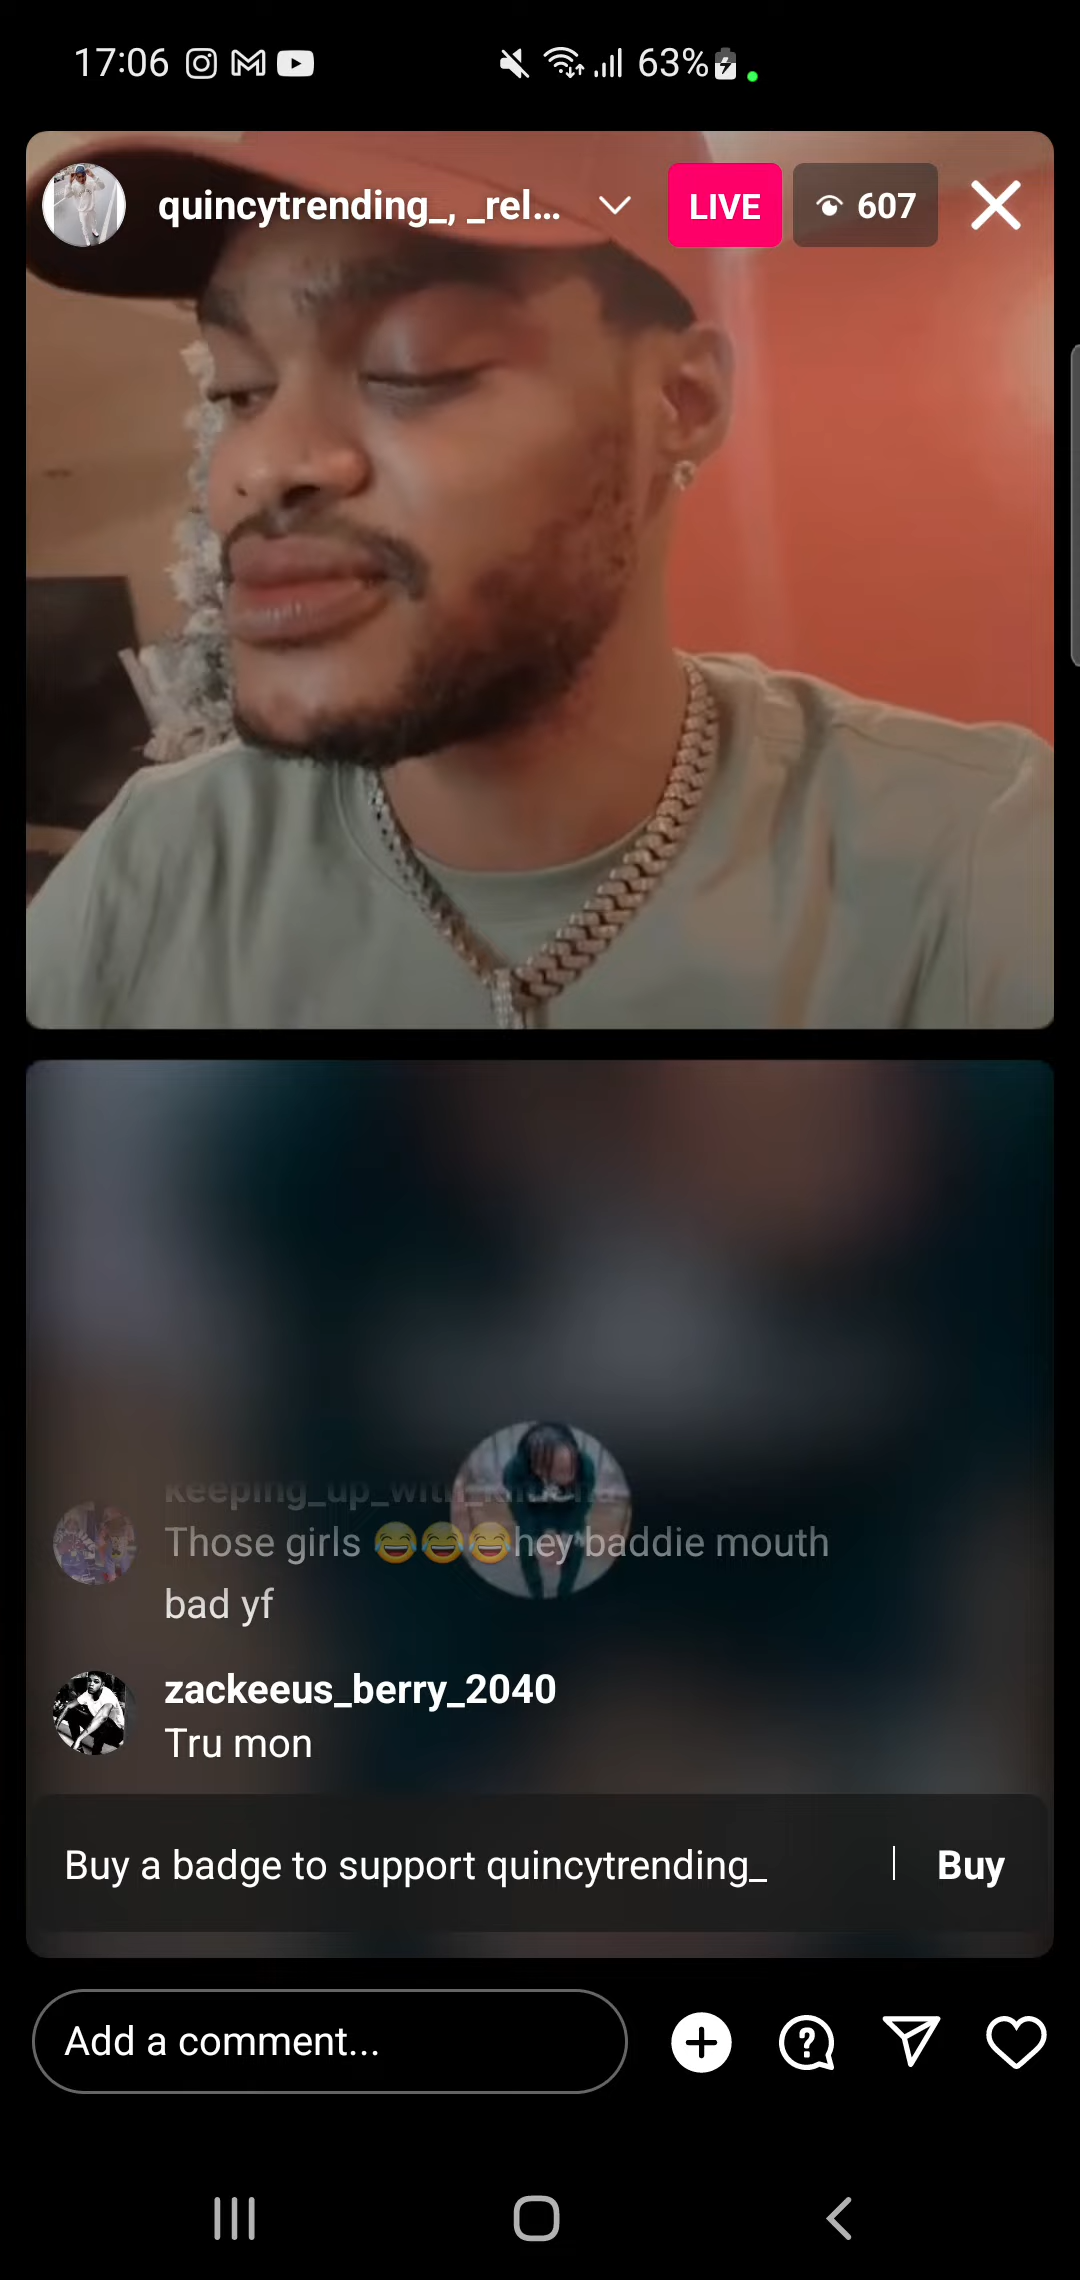 17:06 63%
quincytrending_, _rel... LIVE 607
Those girls 😂😂😂hey baddie mouth
bad yf
zackeeus_berry_2040
Tru mon
Buy a badge to support quincytrending_ | Buy
Add a comment...